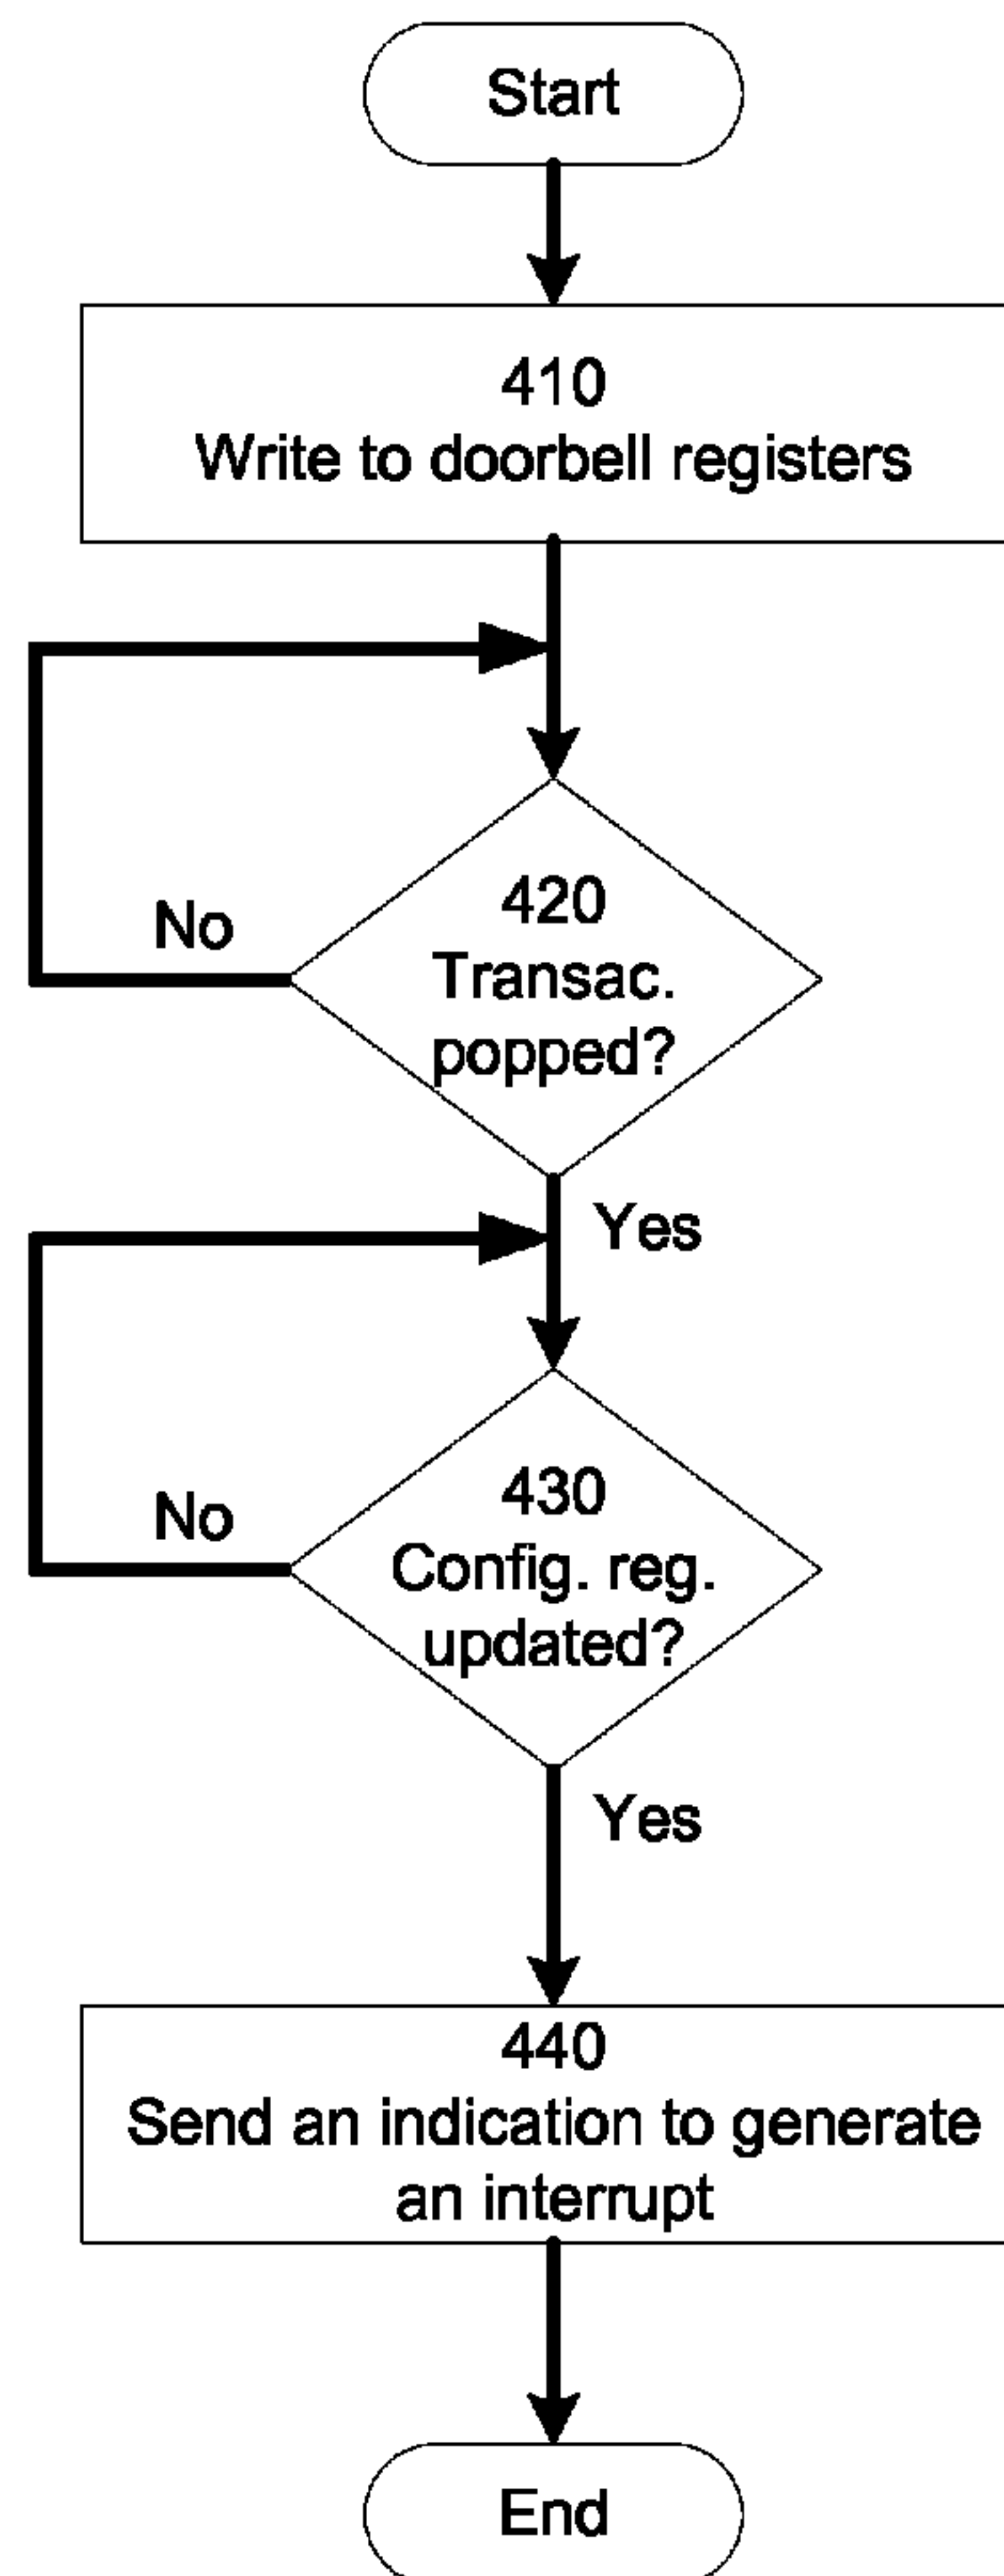 Start
410
Write to doorbell registers
420
Transac.
popped?
No
Yes
430
Config. reg.
updated?
No
Yes
440
Send an indication to generate
an interrupt
End